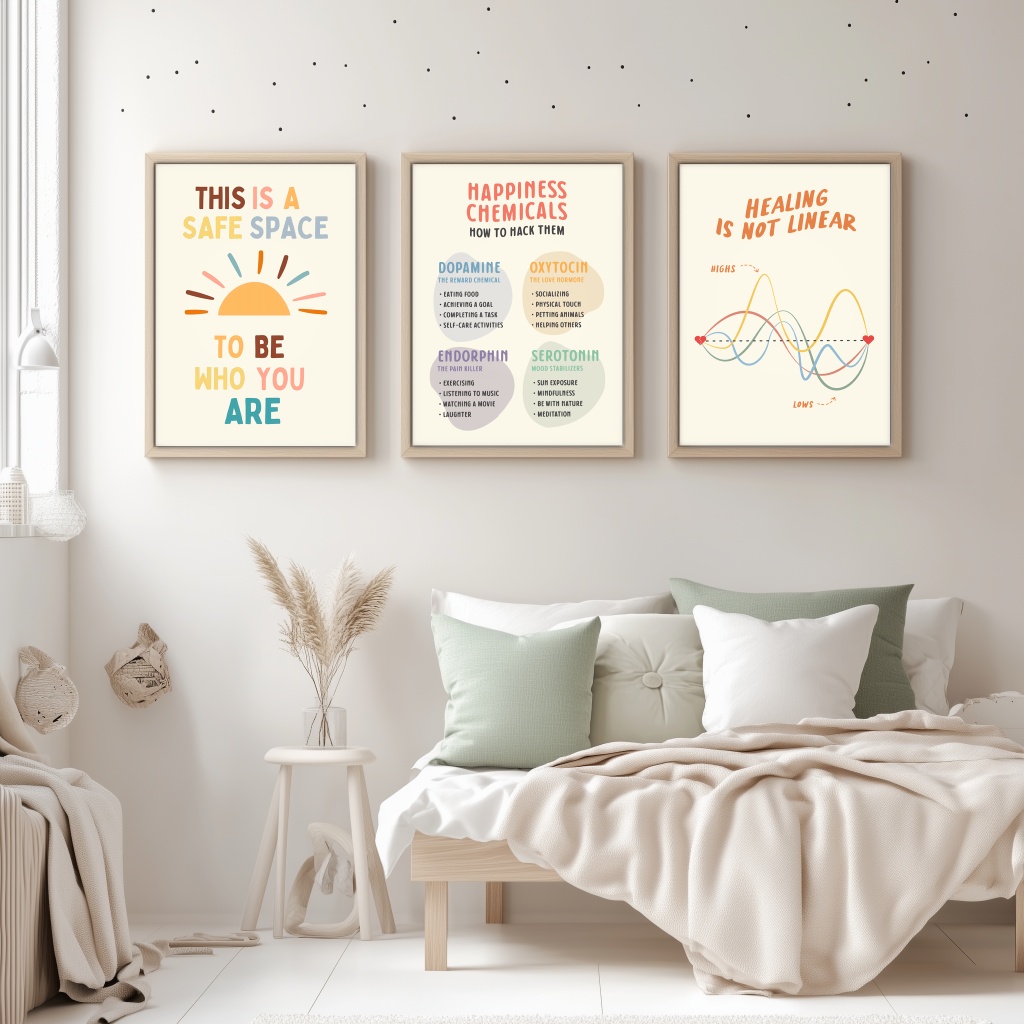 THIS IS A
SAFE SPACE
TO BE
WHO YOU
ARE
HAPPINESS
CHEMICALS
HOW TO HACK THEM
DOPAMINE
THE REWARD CHEMICAL
• EATING FOOD
• ACHIEVING A GOAL
• COMPLETING A TASK
• SELF-CARE ACTIVITIES
OXYTOCIN
THE LOVE HORMONE
• SOCIALIZING
• PHYSICAL TOUCH
• PETTING ANIMALS
• HELPING OTHERS
ENDORPHIN
THE PAIN KILLER
• EXERCISING
• LISTENING TO MUSIC
• WATCHING A MOVIE
• LAUGHTER
SEROTONIN
MOOD STABILIZERS
• SUN EXPOSURE
• MINDFULNESS
• BE WITH NATURE
• MEDITATION
HEALING
IS NOT LINEAR
HIGHS
LOWS